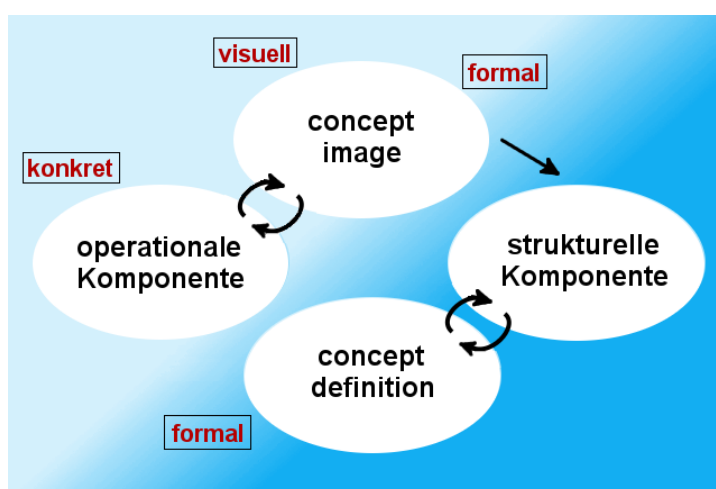 visuell
formal
concept
image
konkret
operationale
Komponente
strukturelle
Komponente
concept
definition
formal